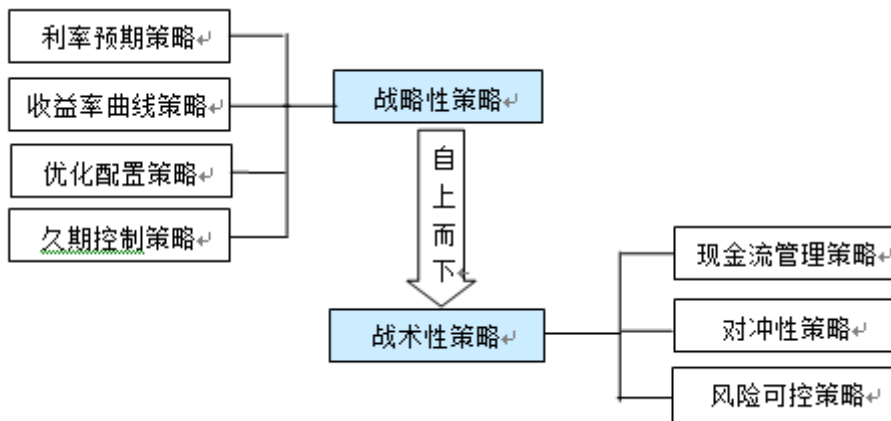 利率预期策略
收益率曲线策略
优化配置策略
久期控制策略
战略性策略
自上而下
战术性策略
现金流管理策略
对冲性策略
风险可控策略